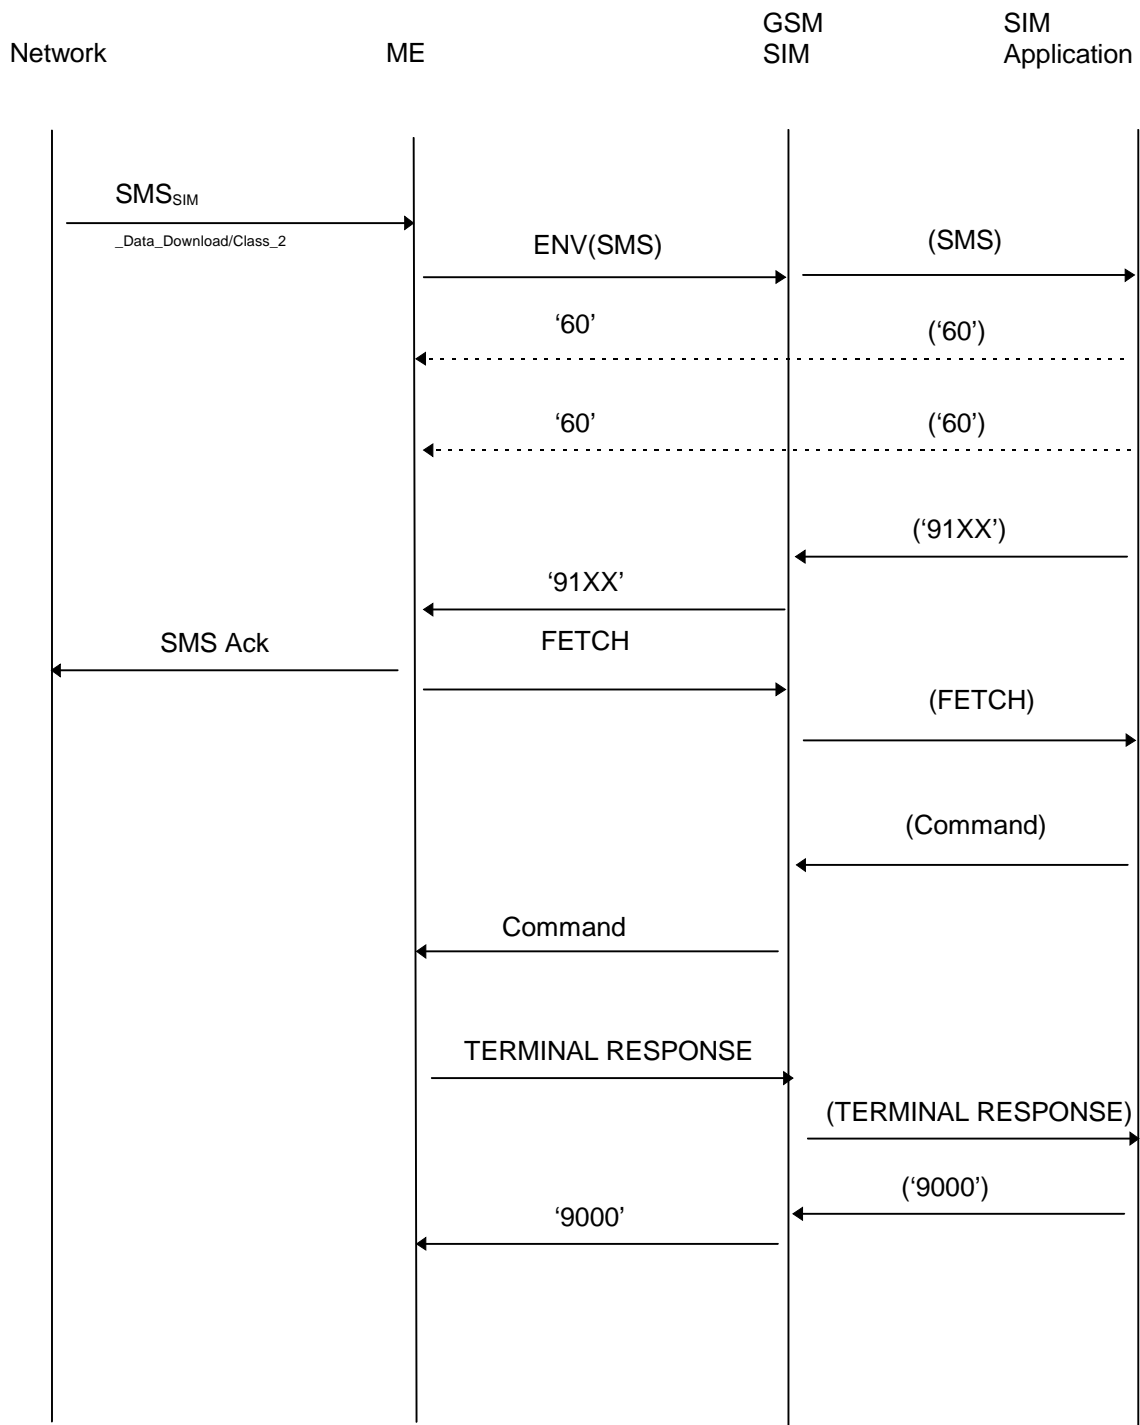 GSM SIM
Network ME SIM Application
SMSSIM
_Data_Download/Class_2
ENV(SMS) (SMS)
‘60’ (‘60’)
‘60’ (‘60’)
(‘91XX’)
‘91XX’
SMS Ack FETCH
(FETCH)
(Command)
Command
TERMINAL RESPONSE
(TERMINAL RESPONSE)
(‘9000’)
‘9000’